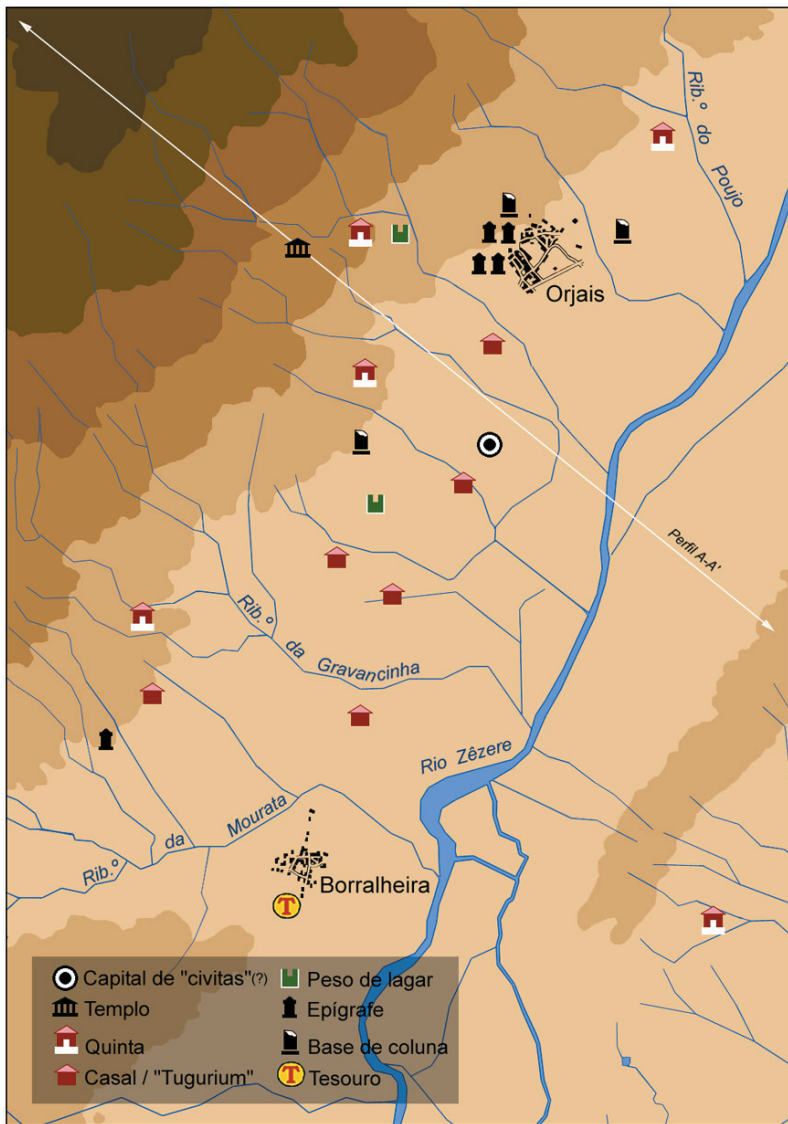 Rib.º do Poujo
Orjais
Perfil A-A'
Rib.º da Gravancinha
Rio Zêzere
Rib.º da Mourata
Borralheira
T
Capital de "civitas"(?)
Peso de lagar
Templo
Epígrafe
Quinta
Base de coluna
Casal / "Tugurium"
T Tesouro